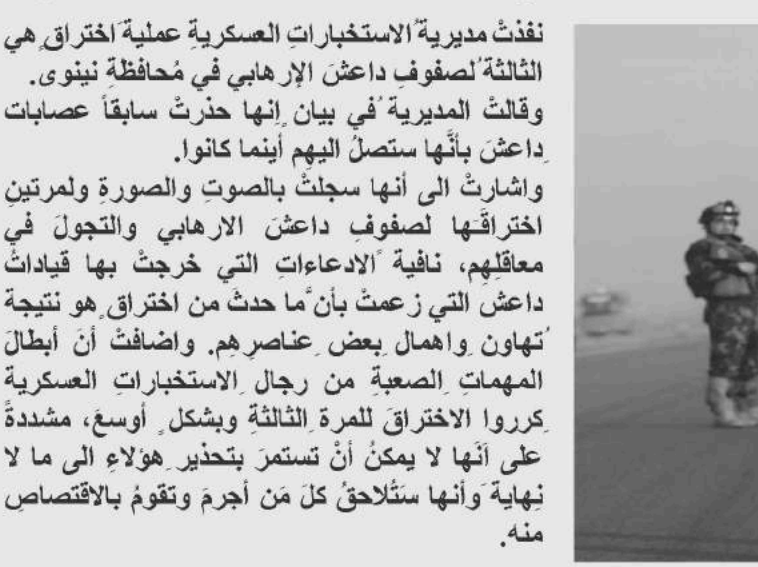 نفذتْ مديريةُ الاستخباراتِ العسكريةِ عمليةَ اختراقٍ هي
الثالثةُ لصفوفِ داعشَ الإرهابي في مُحافظةِ نينوى.
وقالتْ المديريةُ في بيانٍ إنها حذرتْ سابقاً عصابات
داعشَ بأنَّها ستصلُ اليهِم أينما كانوا.
واشارتْ الى أنها سجلتْ بالصوتِ والصورةِ ولمرتينِ
اختراقَها لصفوفِ داعشَ الارهابي والتجولَ في
معاقلِهِم، نافيةً الادعاءاتِ التي خرجتْ بها قياداتُ
داعش التي زعمتْ بأنَّ ما حدثَ من اختراقٍ هو نتيجة
تُهاون واهمال بعضِ عناصرِهِم. واضافتْ أنَ أبطالَ
المهماتِ الصعبةِ من رجالِ الاستخباراتِ العسكرية
كرروا الاختراقَ للمرةِ الثالثةِ وبشكلٍ أوسعَ، مشددةً
على أنَها لا يمكنُ أنْ تستمرَ بتحذيرِ هؤلاءِ الى ما لا
نِهايةَ وأنها ستُلاحقُ كلَ مَن أجرمَ وتقومُ بالاقتصاصِ
منه.